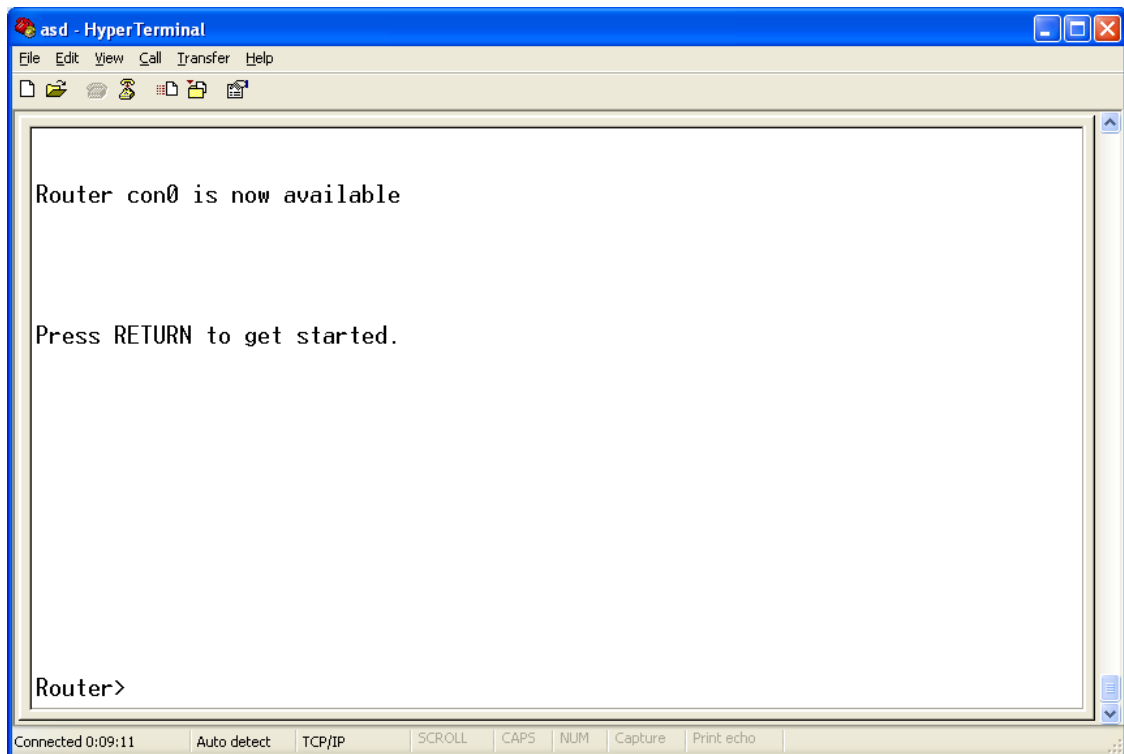 asd - HyperTerminal
File Edit View Call Transfer Help
Router con0 is now available
Press RETURN to get started.
Router>
Connected 0:09:11 Auto detect TCP/IP SCROLL CAPS NUM Capture Print echo